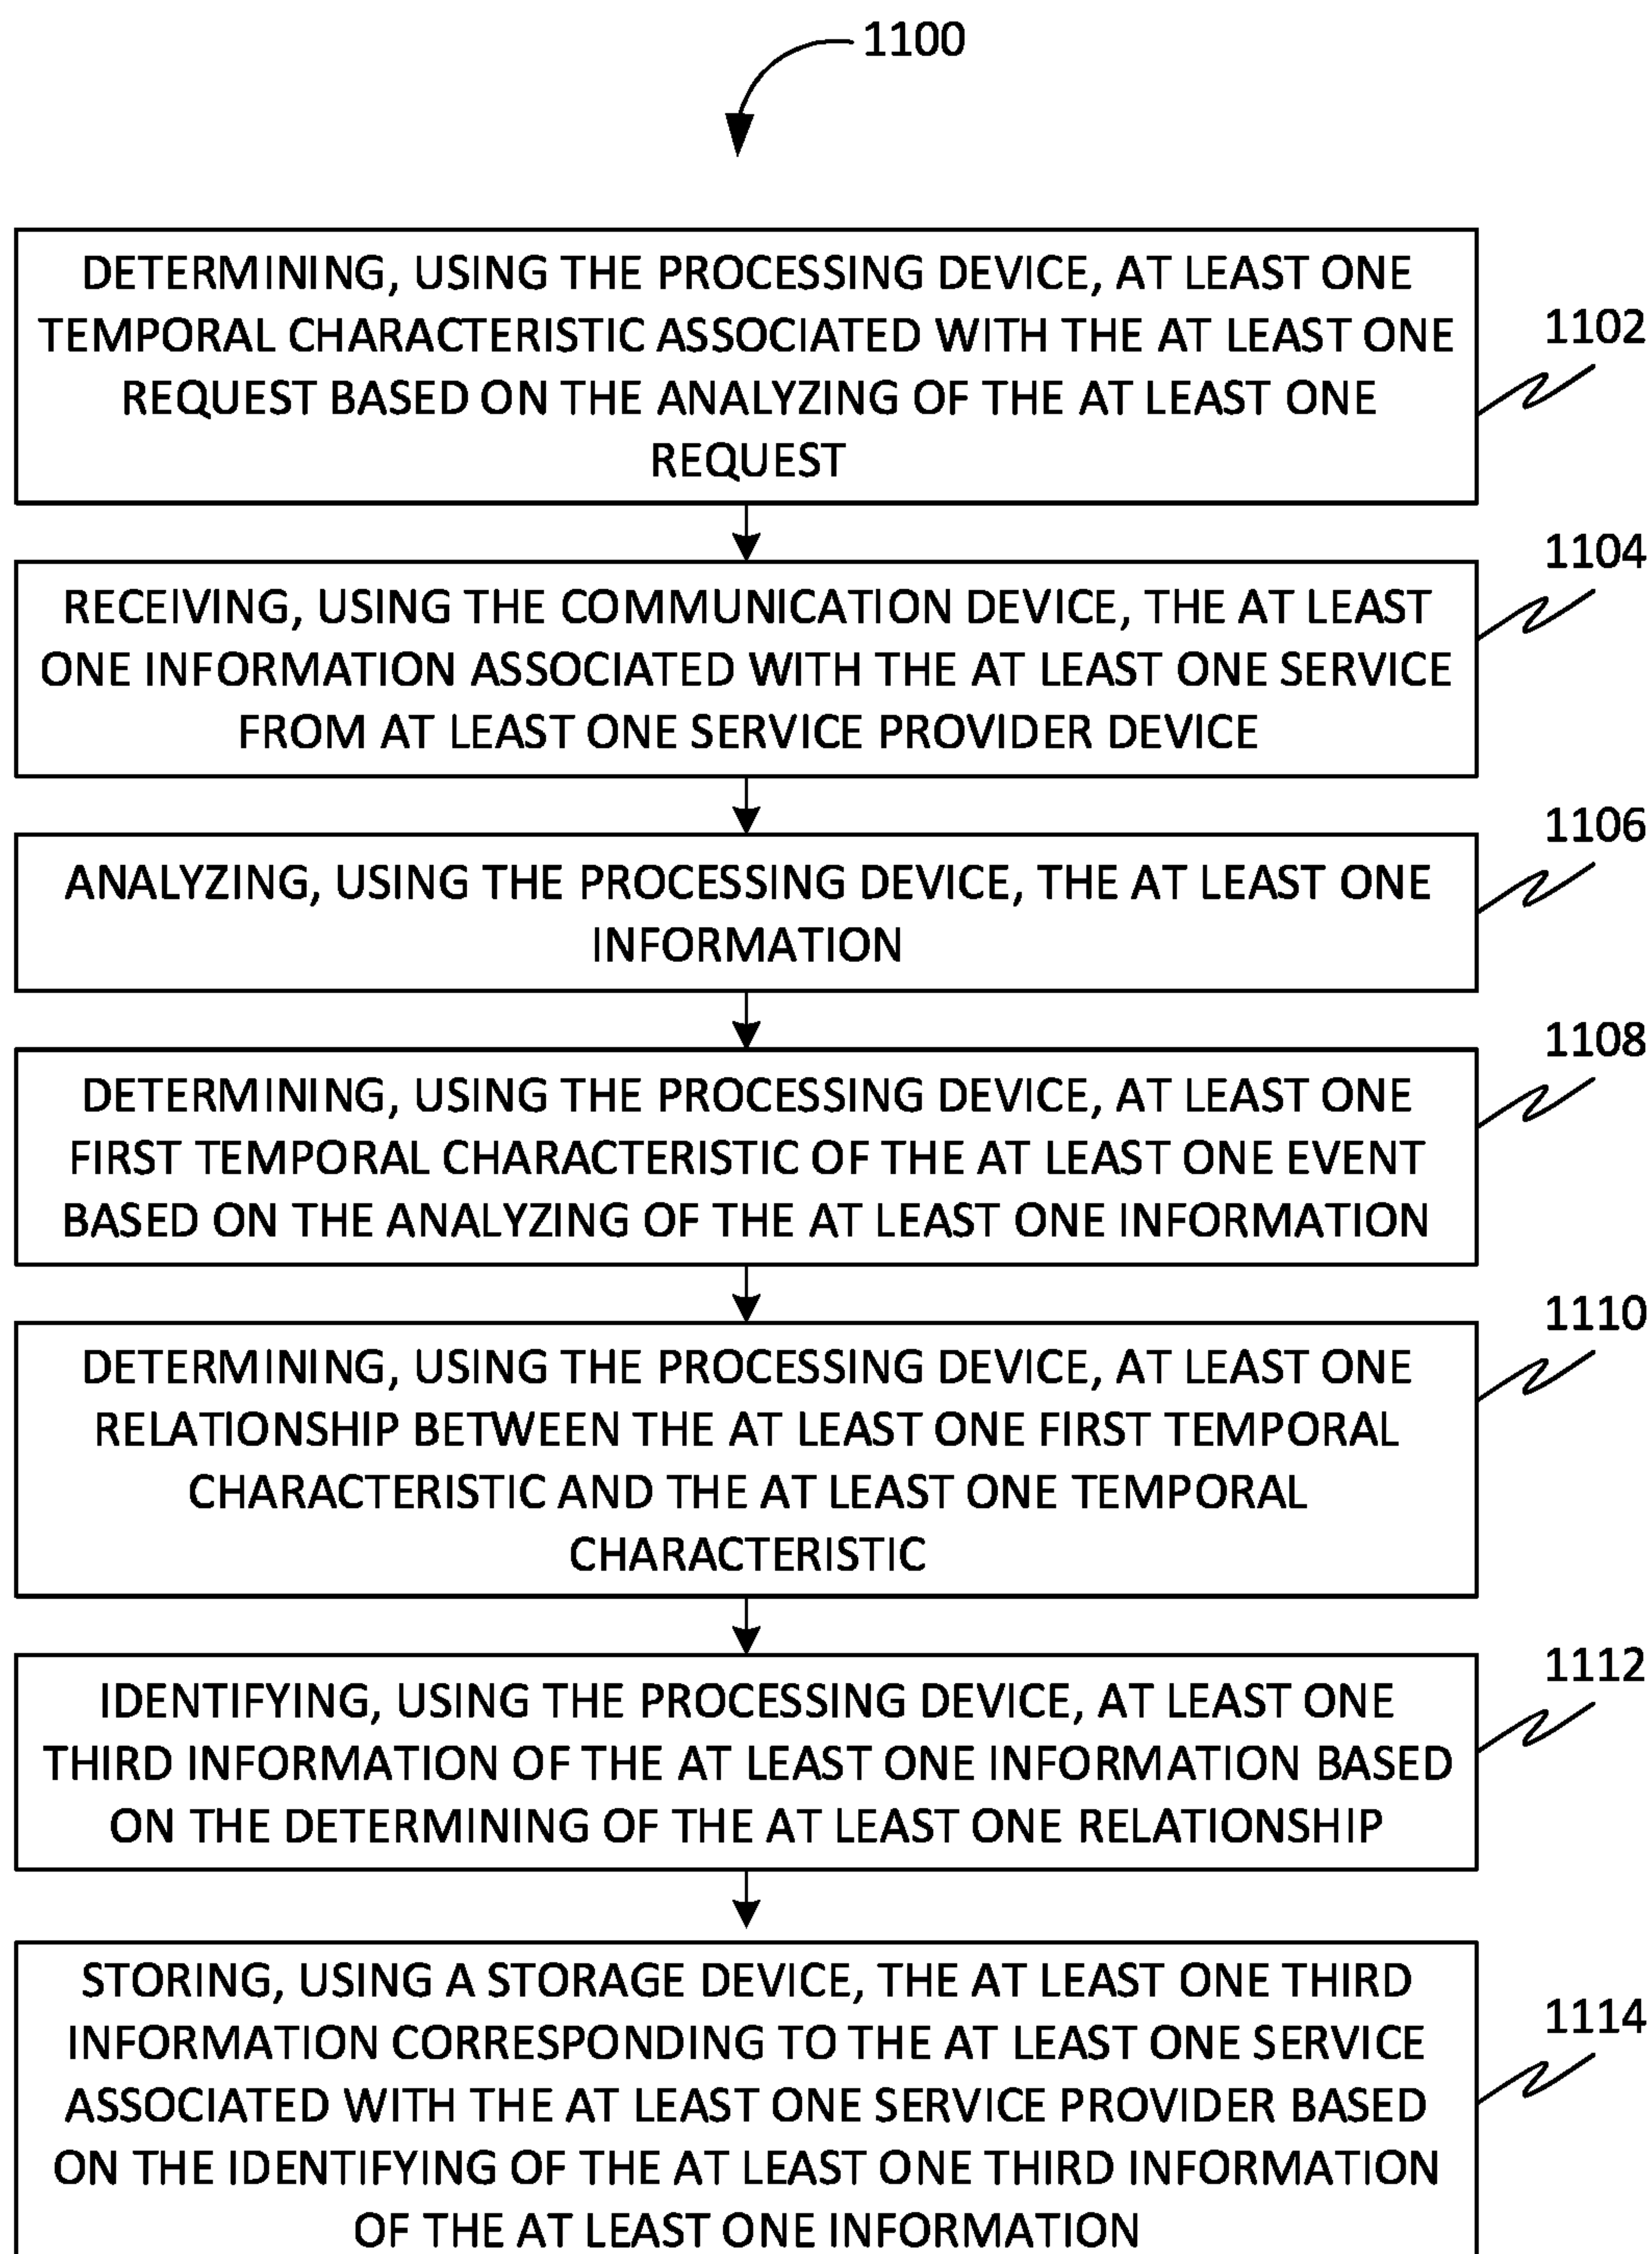 1100
DETERMINING, USING THE PROCESSING DEVICE, AT LEAST ONE
TEMPORAL CHARACTERISTIC ASSOCIATED WITH THE AT LEAST ONE
REQUEST BASED ON THE ANALYZING OF THE AT LEAST ONE
REQUEST
1102
RECEIVING, USING THE COMMUNICATION DEVICE, THE AT LEAST
ONE INFORMATION ASSOCIATED WITH THE AT LEAST ONE SERVICE
FROM AT LEAST ONE SERVICE PROVIDER DEVICE
1104
ANALYZING, USING THE PROCESSING DEVICE, THE AT LEAST ONE
INFORMATION
1106
DETERMINING, USING THE PROCESSING DEVICE, AT LEAST ONE
FIRST TEMPORAL CHARACTERISTIC OF THE AT LEAST ONE EVENT
BASED ON THE ANALYZING OF THE AT LEAST ONE INFORMATION
1108
DETERMINING, USING THE PROCESSING DEVICE, AT LEAST ONE
RELATIONSHIP BETWEEN THE AT LEAST ONE FIRST TEMPORAL
CHARACTERISTIC AND THE AT LEAST ONE TEMPORAL
CHARACTERISTIC
1110
IDENTIFYING, USING THE PROCESSING DEVICE, AT LEAST ONE
THIRD INFORMATION OF THE AT LEAST ONE INFORMATION BASED
ON THE DETERMINING OF THE AT LEAST ONE RELATIONSHIP
1112
STORING, USING A STORAGE DEVICE, THE AT LEAST ONE THIRD
INFORMATION CORRESPONDING TO THE AT LEAST ONE SERVICE
ASSOCIATED WITH THE AT LEAST ONE SERVICE PROVIDER BASED
ON THE IDENTIFYING OF THE AT LEAST ONE THIRD INFORMATION
OF THE AT LEAST ONE INFORMATION
1114